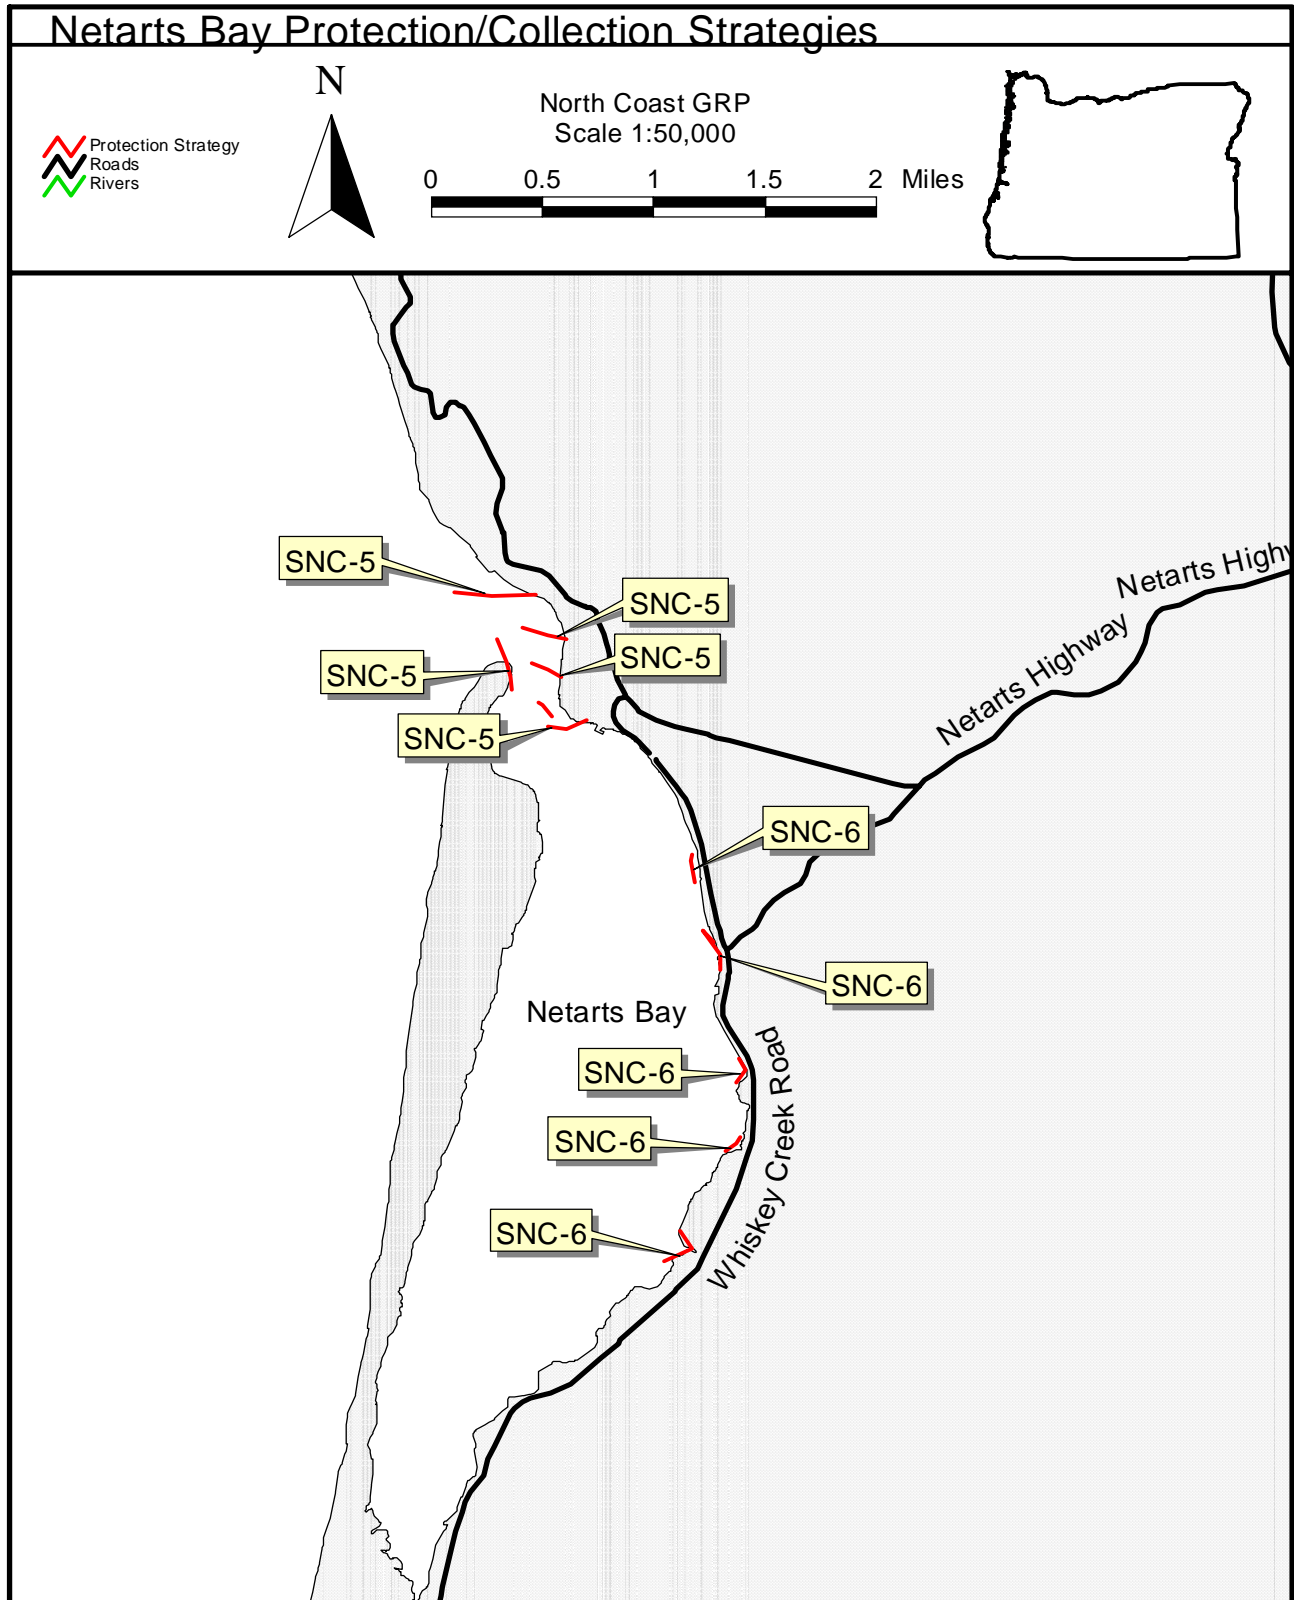 Netarts Bay Protection/Collection Strategies
N
North Coast GRP
Scale 1:50,000
Protection Strategy
Roads
Rivers
0 0.5 1 1.5 2 Miles
SNC-5
SNC-5
SNC-5
SNC-5
SNC-5
Netarts Highw
Netarts Highway
SNC-6
SNC-6
Netarts Bay
SNC-6
SNC-6
SNC-6
Whiskey Creek Road